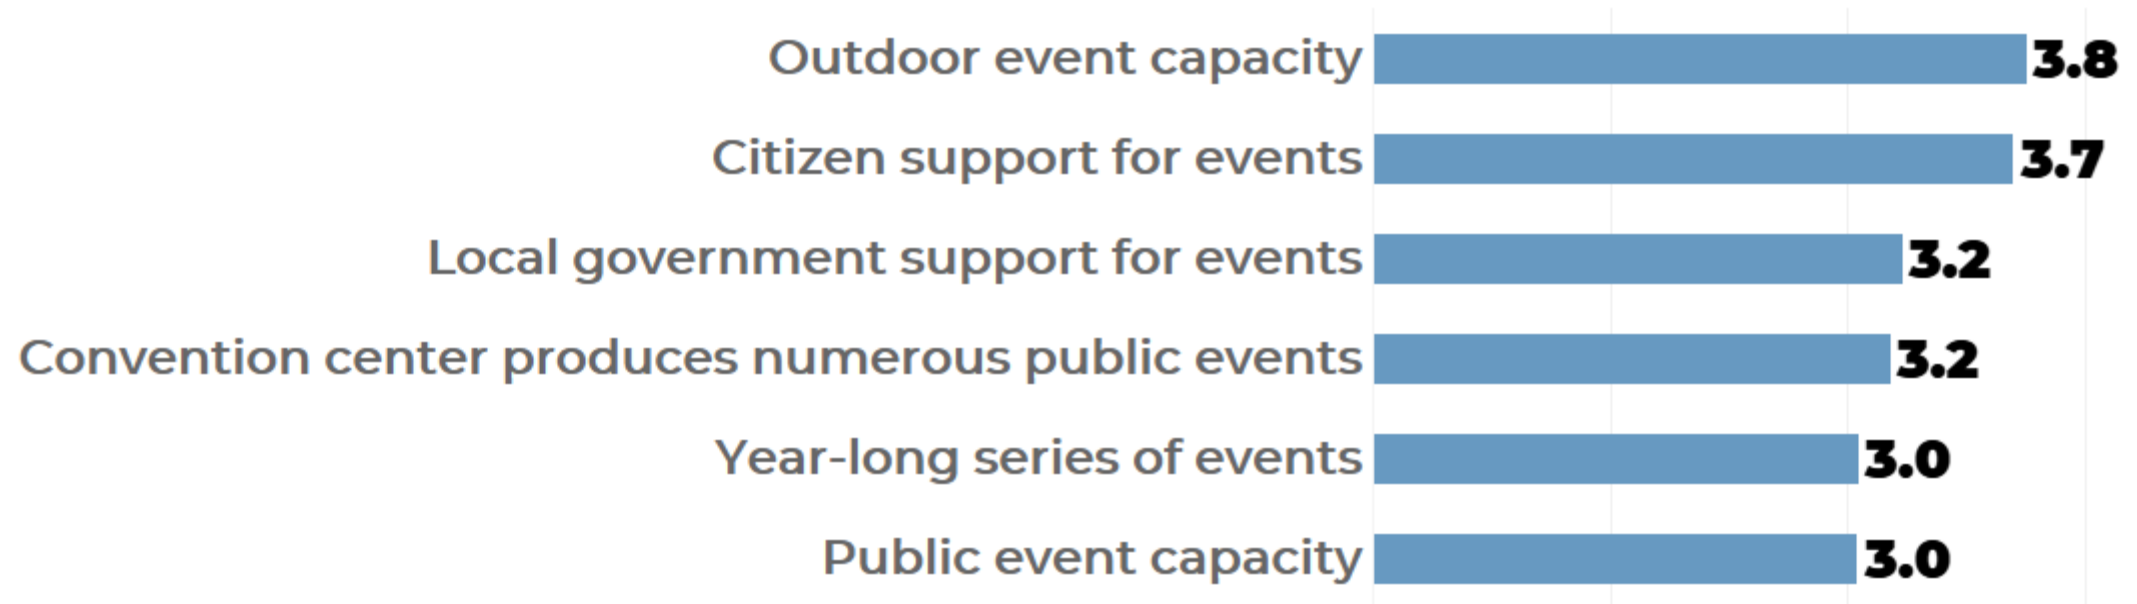 Outdoor event capacity 3.8
Citizen support for events 3.7
Local government support for events 3.2
Convention center produces numerous public events 3.2
Year-long series of events 3.0
Public event capacity 3.0